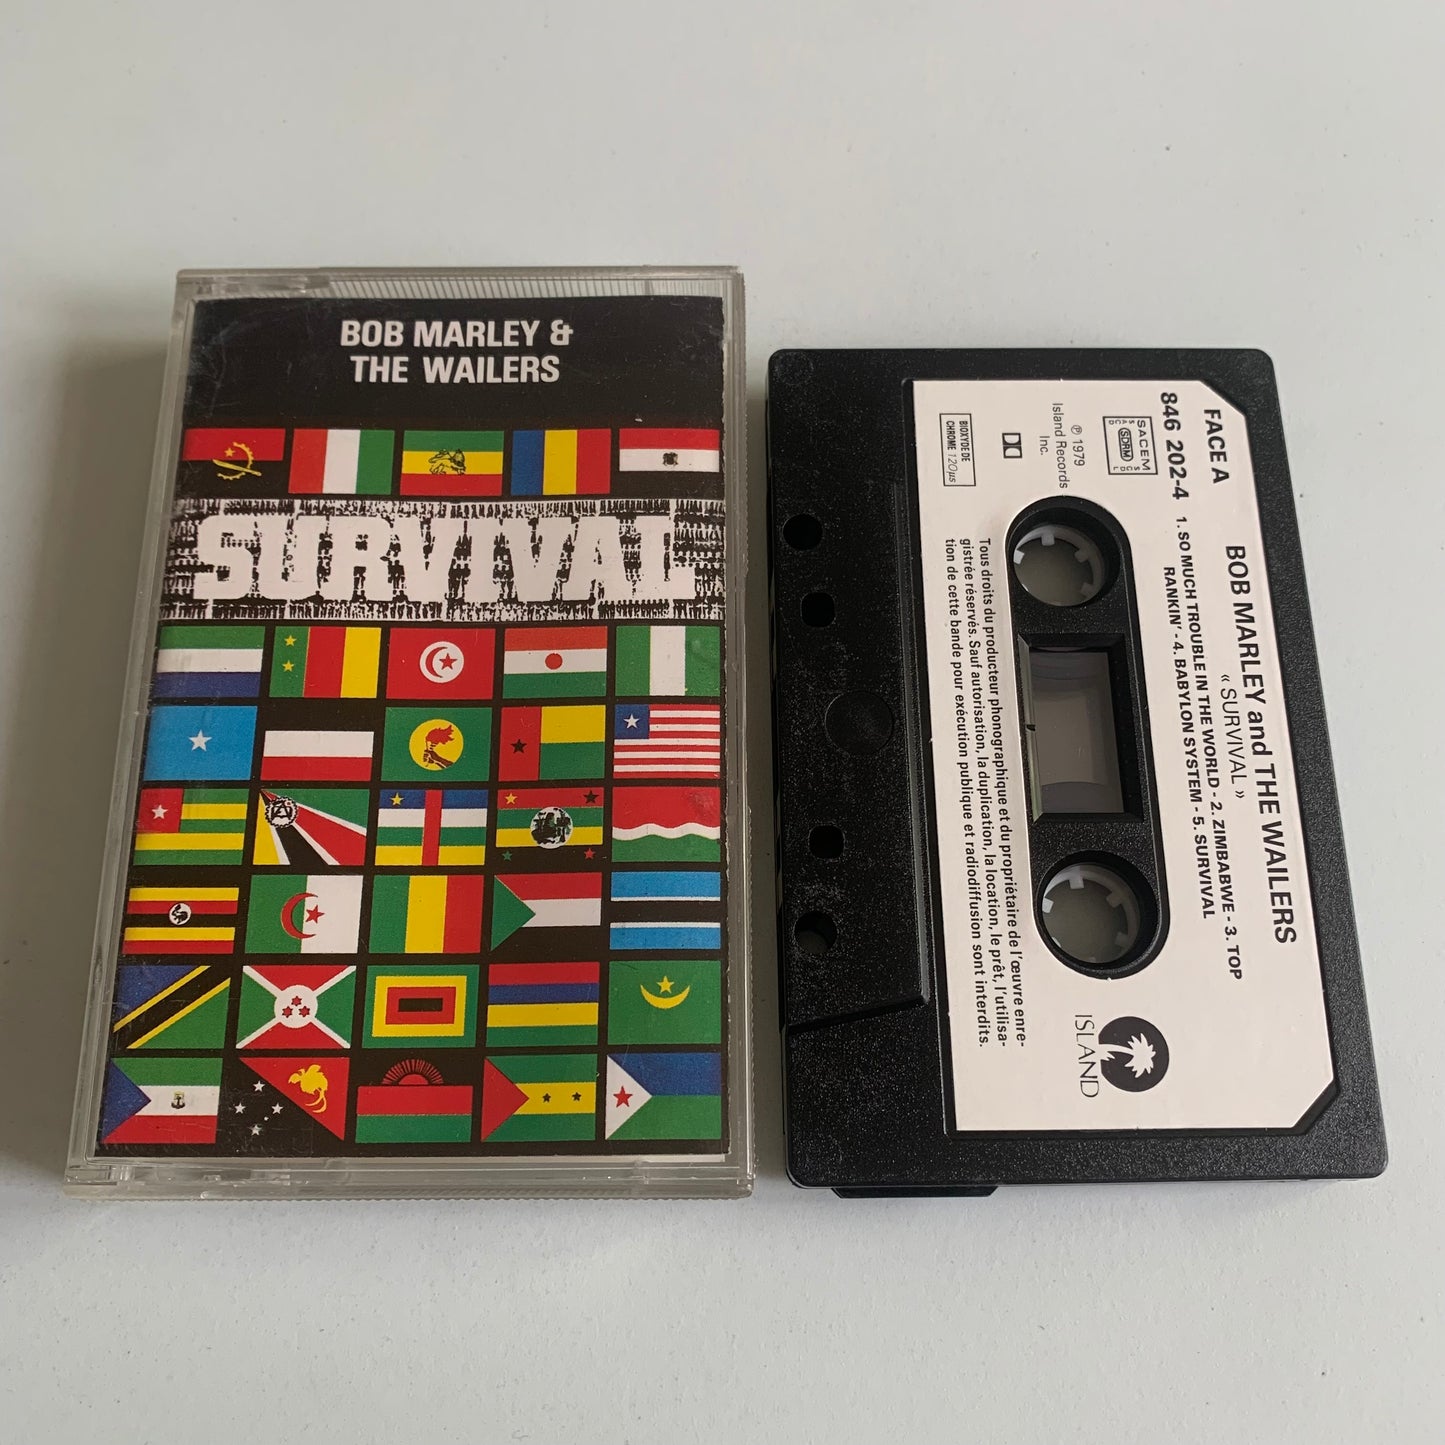 BOB MARLEY &
THE WAILERS
SURVIVAL
FACE A
846 202-4
BOB MARLEY and THE WAILERS
« SURVIVAL »
1. SO MUCH TROUBLE IN THE WORLD - 2. ZIMBABWE - 3. TOP
RANKIN' - 4. BABYLON SYSTEM - 5. SURVIVAL
SACEM
SDRM
℗ 1979
Island Records
Inc.
BIOXYDE DE
CHROME 120µs
ISLAND
Tous droits du producteur phonographique et du propriétaire de l'œuvre enre-
gistrée réservés. Sauf autorisation, la duplication, la location, le prêt, l'utilisa-
tion de cette bande pour exécution publique et radiodiffusion sont interdits.